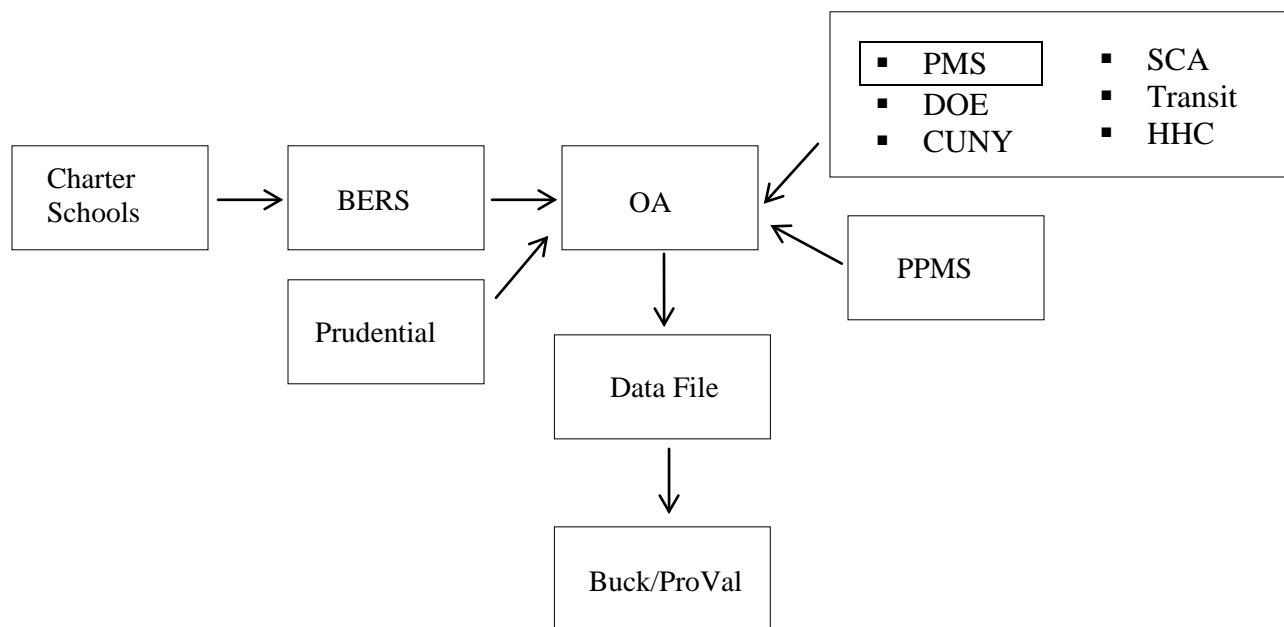 ▪ PMS
▪ DOE
▪ CUNY
▪ SCA
▪ Transit
▪ HHC
Charter
Schools
BERS
OA
Prudential
PPMS
Data File
Buck/ProVal